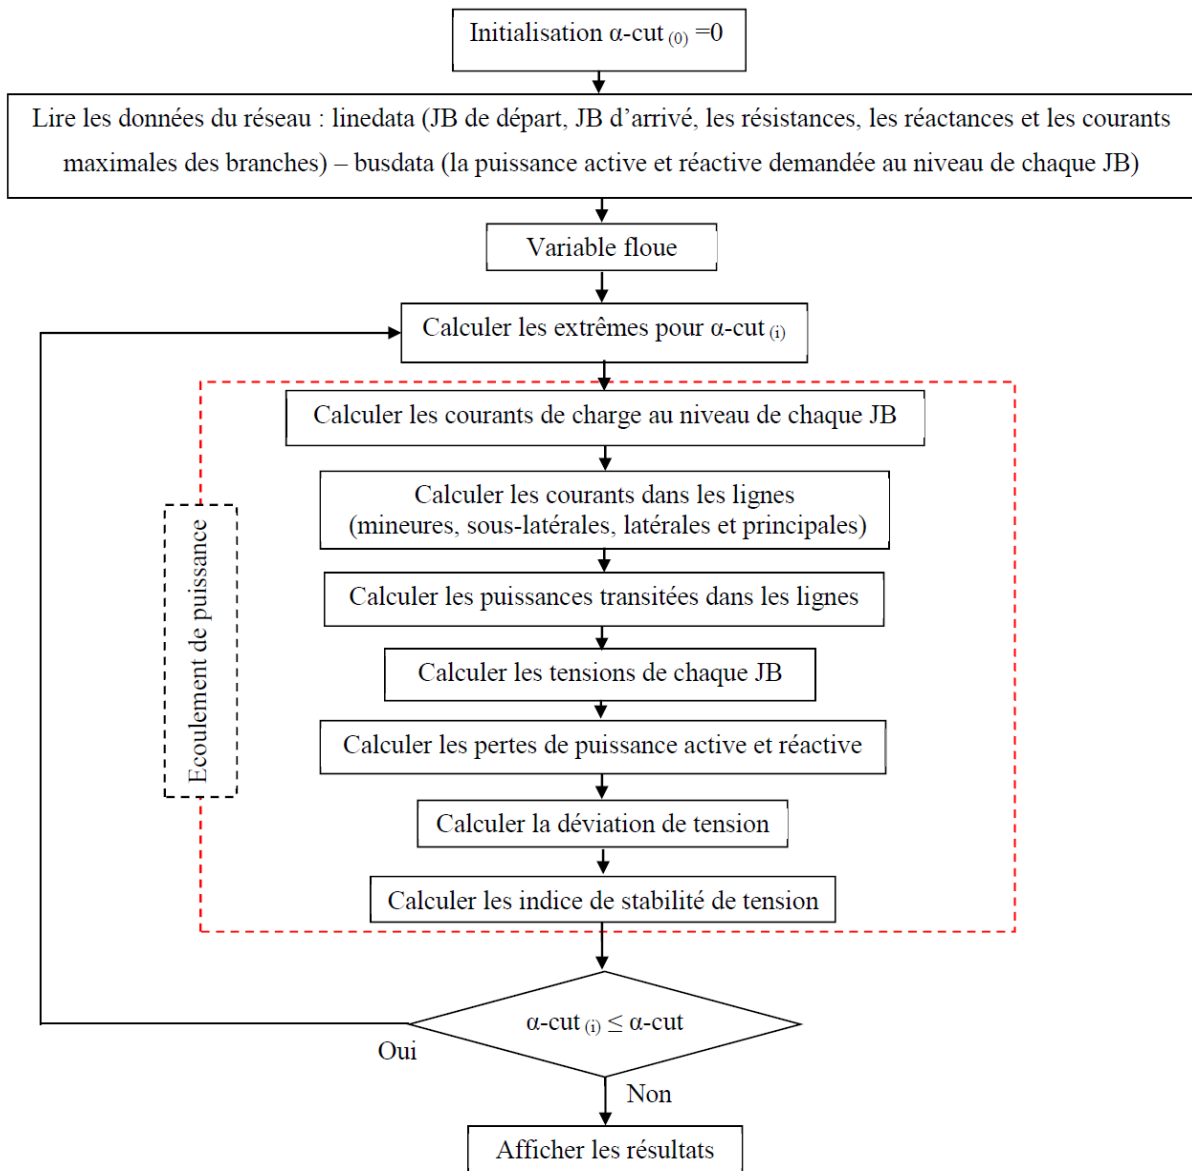 Initialisation α-cut (0) =0
Lire les données du réseau : linedata (JB de départ, JB d'arrivé, les résistances, les réactances et les courants
maximales des branches) – busdata (la puissance active et réactive demandée au niveau de chaque JB)
Variable floue
Calculer les extrêmes pour α-cut (i)
Calculer les courants de charge au niveau de chaque JB
Calculer les courants dans les lignes
(mineures, sous-latérales, latérales et principales)
Calculer les puissances transitées dans les lignes
Ecoulement de puissance
Calculer les tensions de chaque JB
Calculer les pertes de puissance active et réactive
Calculer la déviation de tension
Calculer les indice de stabilité de tension
α-cut (i) ≤ α-cut
Oui
Non
Afficher les résultats